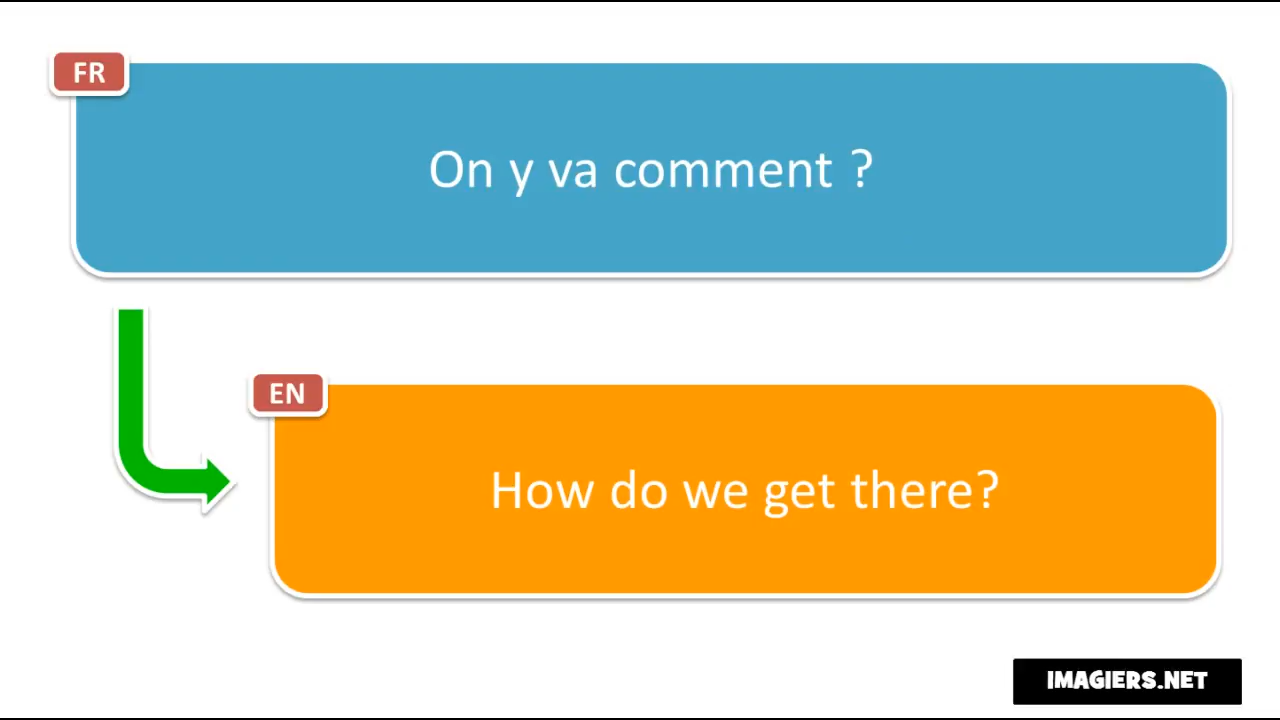 FR
On y va comment ?
EN
How do we get there?
IMAGIERS.NET